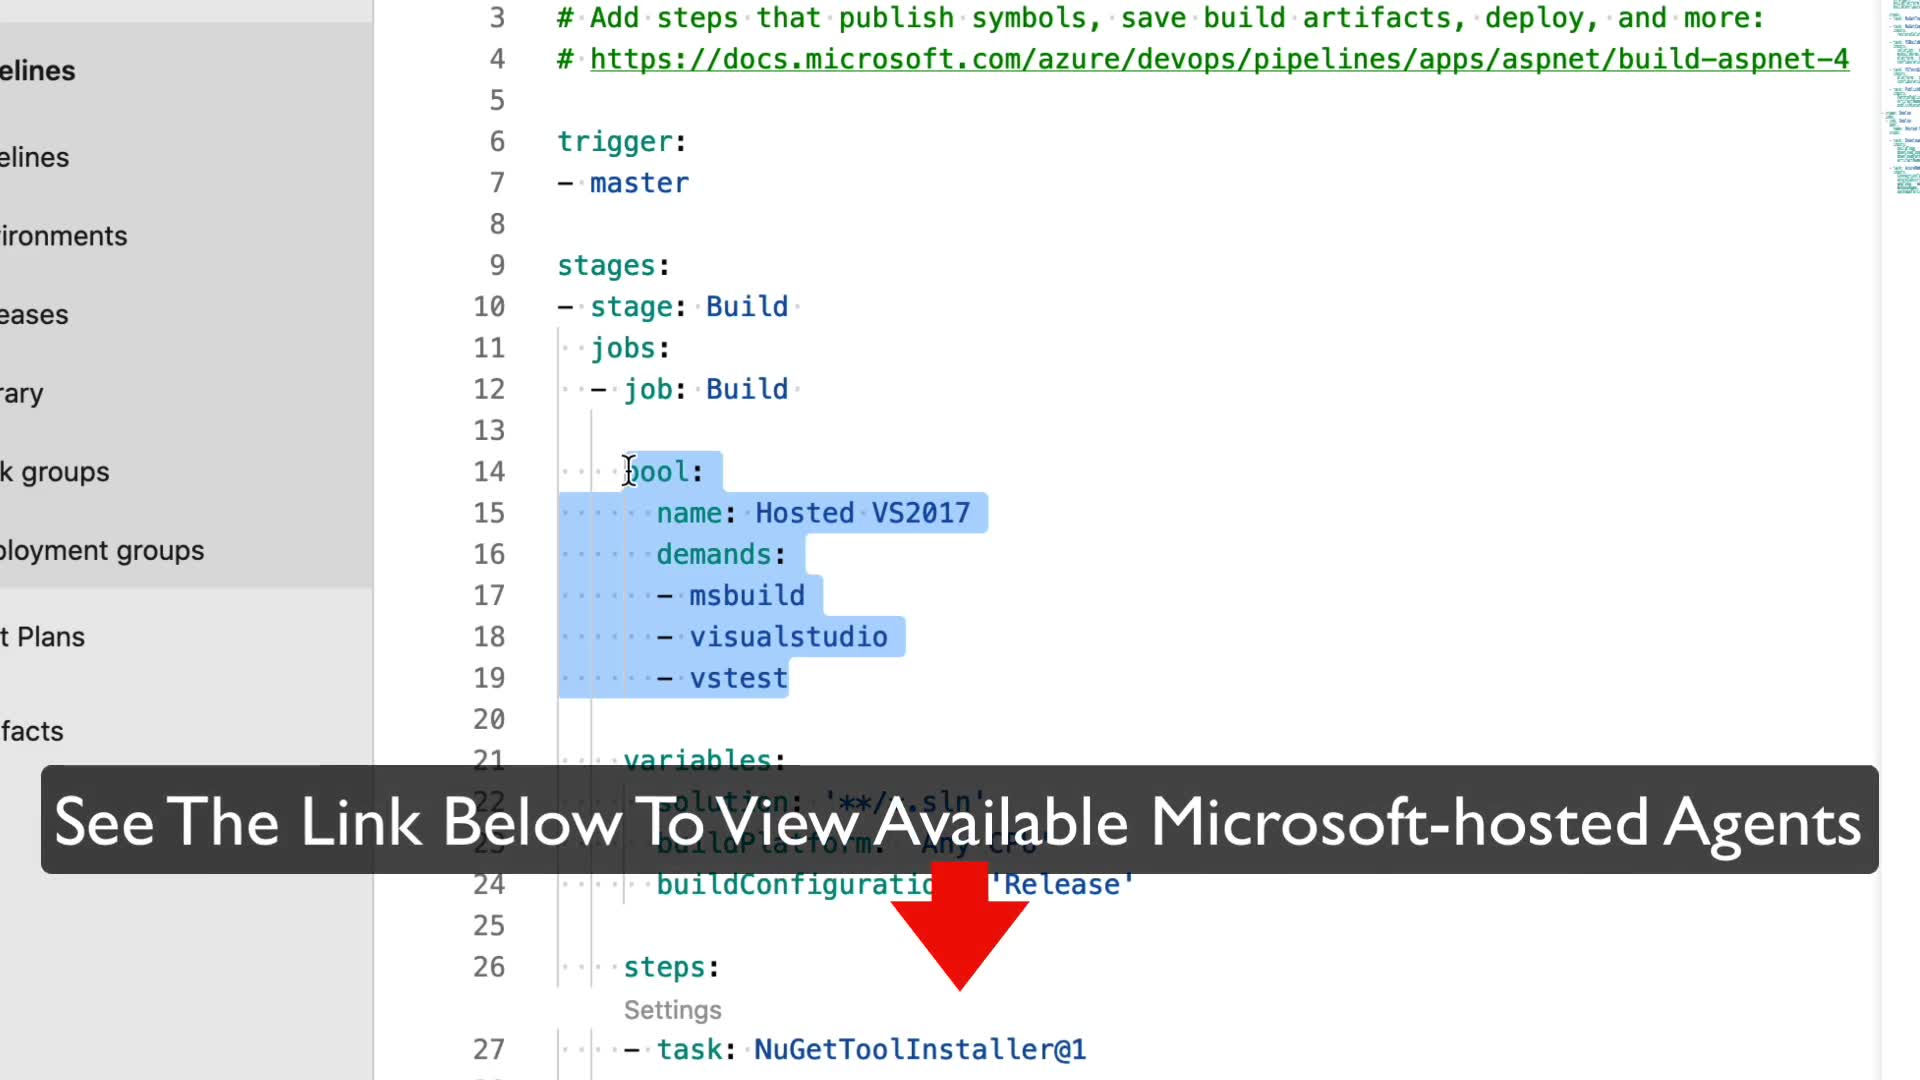 elines
elines
ironments
eases
rary
k groups
ployment groups
t Plans
facts
3 # Add steps that publish symbols, save build artifacts, deploy, and more:
4 # https://docs.microsoft.com/azure/devops/pipelines/apps/aspnet/build-aspnet-4
5
6 trigger:
7 - master
8
9 stages:
10 - stage: Build
11 jobs:
12 - job: Build
13
14 pool:
15 name: Hosted VS2017
16 demands:
17 - msbuild
18 - visualstudio
19 - vstest
20
21 variables:
22 solution: '**/*.sln'
23 buildPlatform: 'Any CPU'
See The Link Below To View Available Microsoft-hosted Agents
24 buildConfiguratio 'Release'
25
26 steps:
Settings
27 - task: NuGetToolInstaller@1